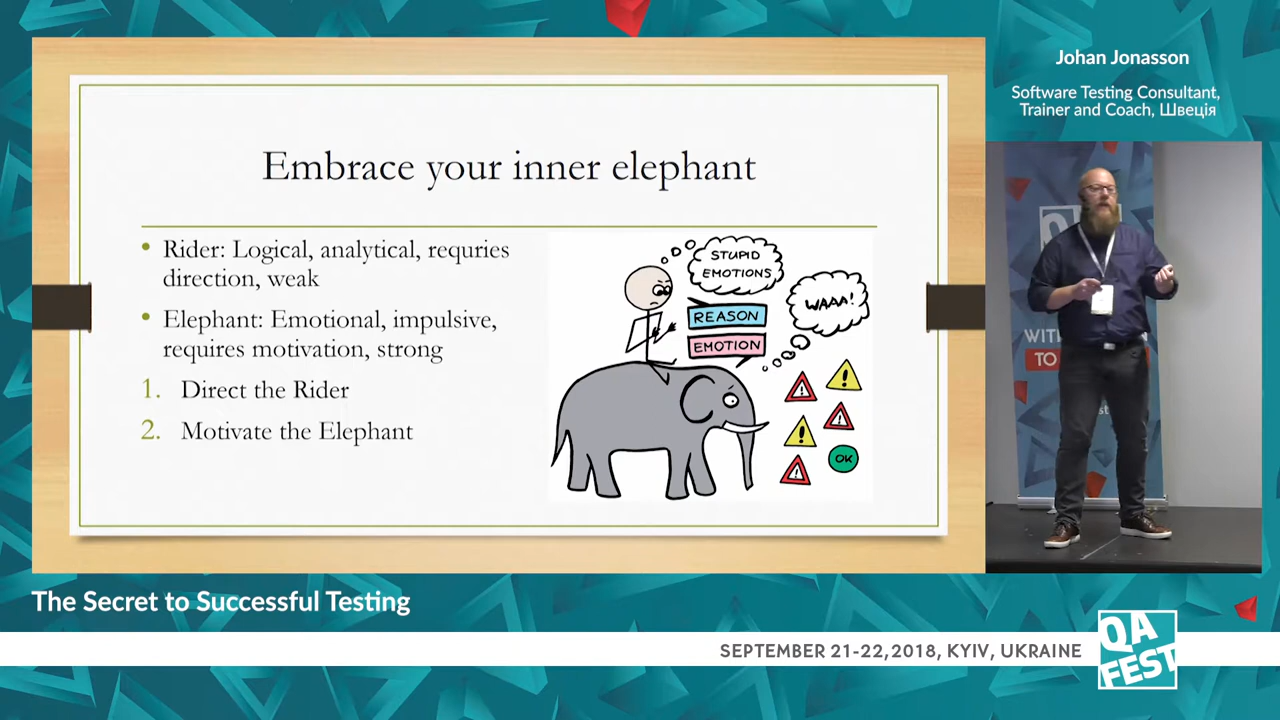 Embrace your inner elephant
• Rider: Logical, analytical, requries
direction, weak
• Elephant: Emotional, impulsive,
requires motivation, strong
1. Direct the Rider
2. Motivate the Elephant
STUPID
EMOTIONS
WAAA!
REASON
EMOTION
OK
Johan Jonasson
Software Testing Consultant,
Trainer and Coach, Швеція
WITH
TO
The Secret to Successful Testing
SEPTEMBER 21-22,2018, KYIV, UKRAINE
QA
FEST